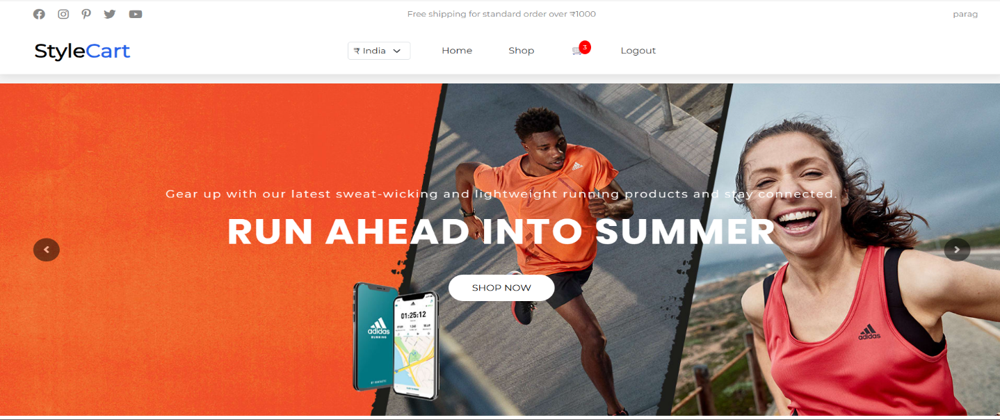 Free shipping for standard order over ₹1000
parag
StyleCart
₹ India
Home
Shop
3
Logout
Gear up with our latest sweat-wicking and lightweight running products and stay connected.
RUN AHEAD INTO SUMMER
SHOP NOW
adidas
RUNNING
01:25:12
adidas